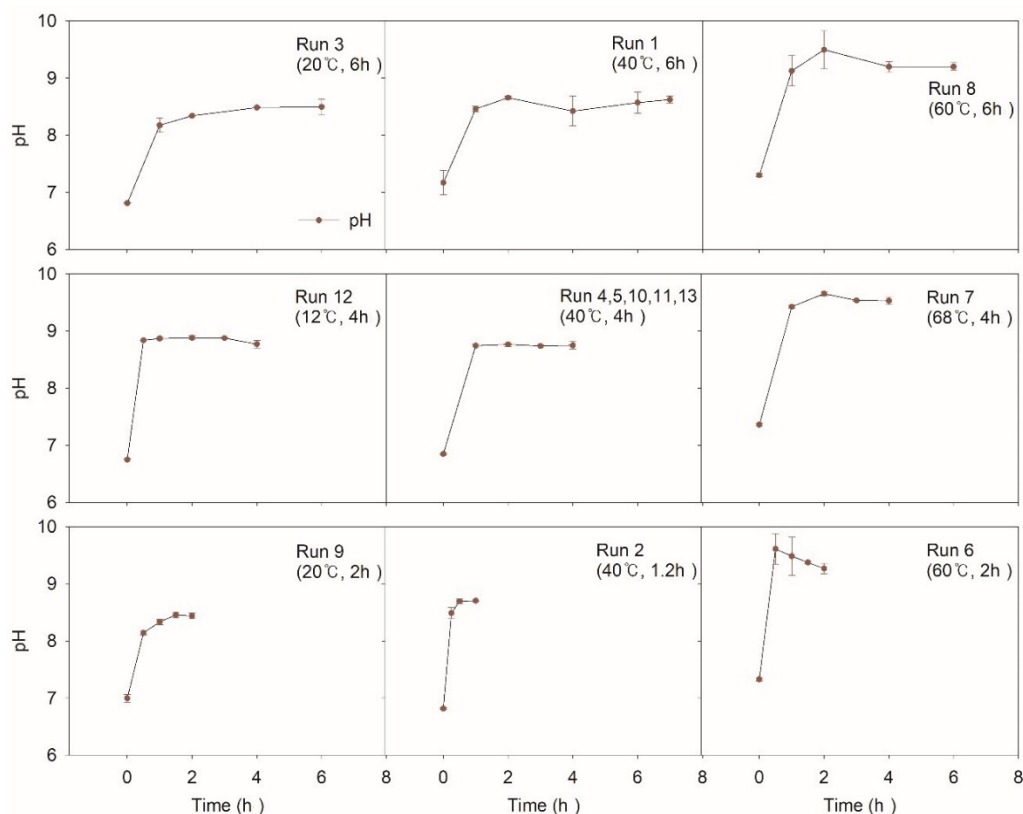 10
9
8
7
6
pH
Run 3
(20℃, 6h)
pH
Run 1
(40℃, 6h)
Run 8
(60℃, 6h)
10
9
8
7
6
pH
Run 12
(12℃, 4h )
Run 4,5,10,11,13
(40℃, 4h )
Run 7
(68℃, 4h )
10
9
8
7
6
pH
Run 9
(20℃, 2h )
Run 2
(40℃, 1.2h )
Run 6
(60℃, 2h )
0 2 4 6 8
0 2 4 6 8
0 2 4 6 8
Time (h )
Time (h )
Time (h )